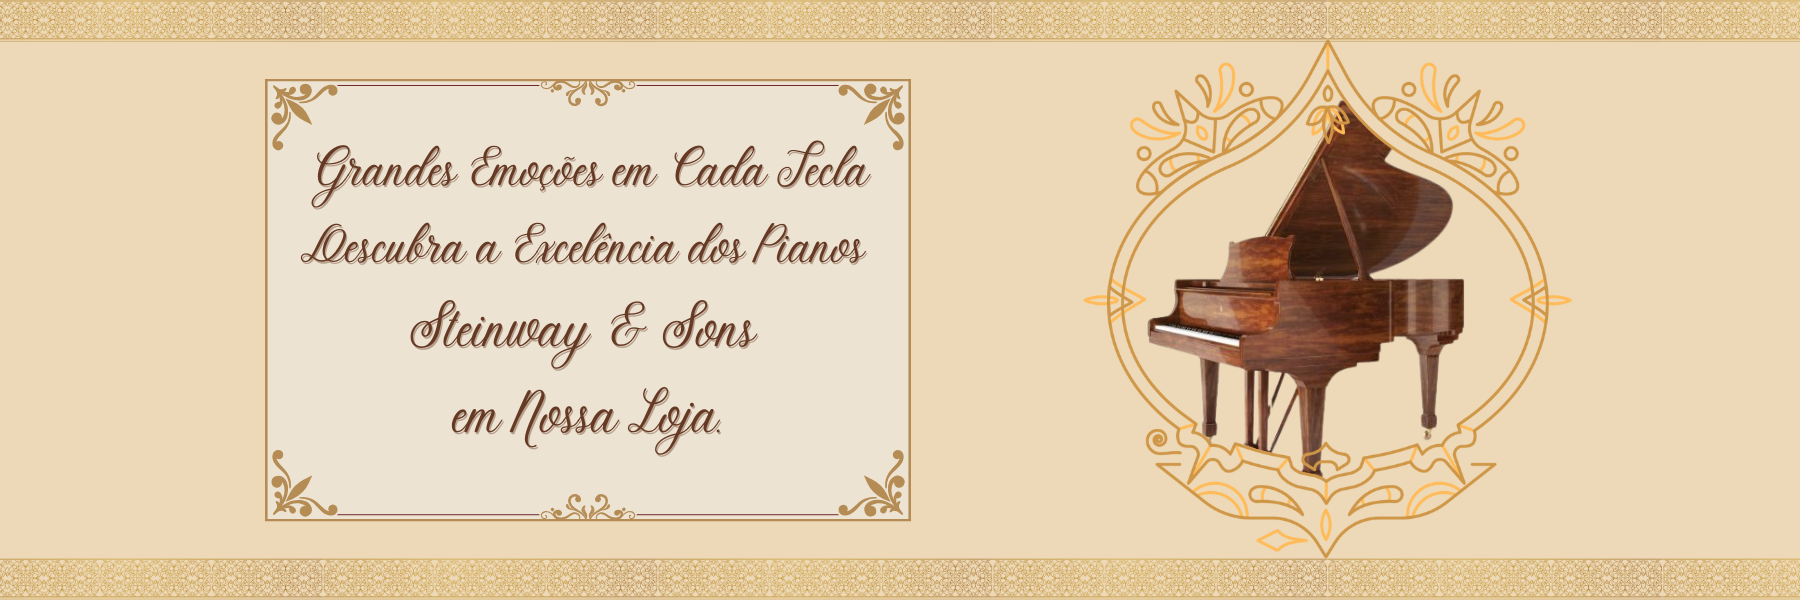 Grandes Emoções em Cada Tecla
Descubra a Excelência dos Pianos
Steinway & Sons
em Nossa Loja.